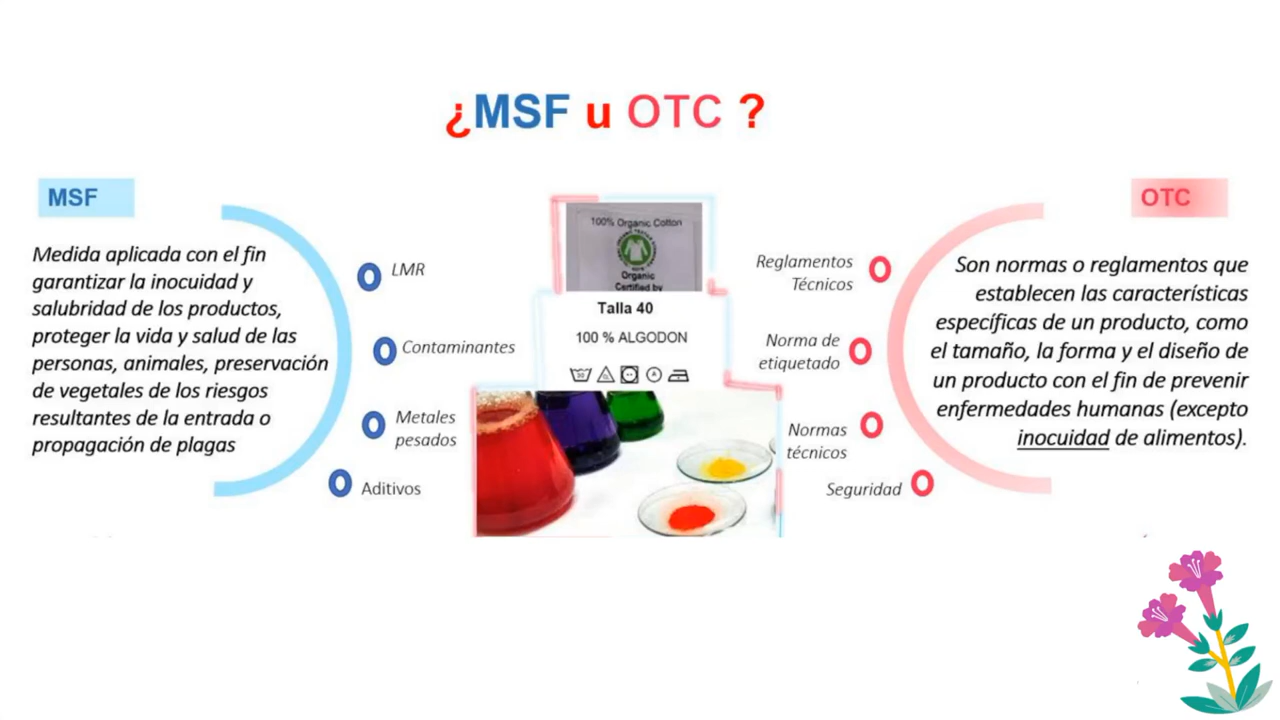 ¿MSF u OTC ?
MSF
Medida aplicada con el fin
garantizar la inocuidad y
salubridad de los productos,
proteger la vida y salud de las
personas, animales, preservación
de vegetales de los riesgos
resultantes de la entrada o
propagación de plagas
LMR
Contaminantes
Metales
pesados
Aditivos
100% Organic Cotton
Organic
Certified by
Talla 40
100 % ALGODON
Reglamentos
Técnicos
Norma de
etiquetado
Normas
técnicos
Seguridad
OTC
Son normas o reglamentos que
establecen las características
específicas de un producto, como
el tamaño, la forma y el diseño de
un producto con el fin de prevenir
enfermedades humanas (excepto
inocuidad de alimentos).